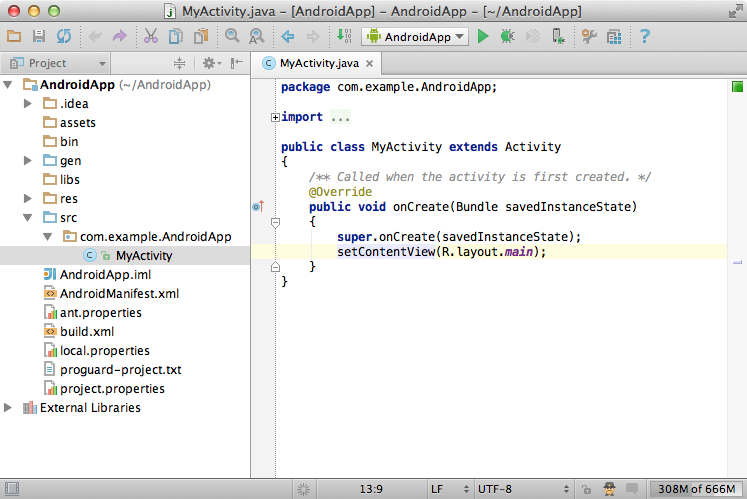 MyActivity.java - [AndroidApp] - AndroidApp - [~/AndroidApp]
AndroidApp
Project
MyActivity.java
AndroidApp (~/AndroidApp)
.idea
assets
bin
gen
libs
res
src
com.example.AndroidApp
MyActivity
AndroidApp.iml
AndroidManifest.xml
ant.properties
build.xml
local.properties
proguard-project.txt
project.properties
External Libraries
package com.example.AndroidApp;
import ...
public class MyActivity extends Activity
{
/** Called when the activity is first created. */
@Override
public void onCreate(Bundle savedInstanceState)
{
super.onCreate(savedInstanceState);
setContentView(R.layout.main);
}
}
13:9 LF UTF-8 308M of 666M